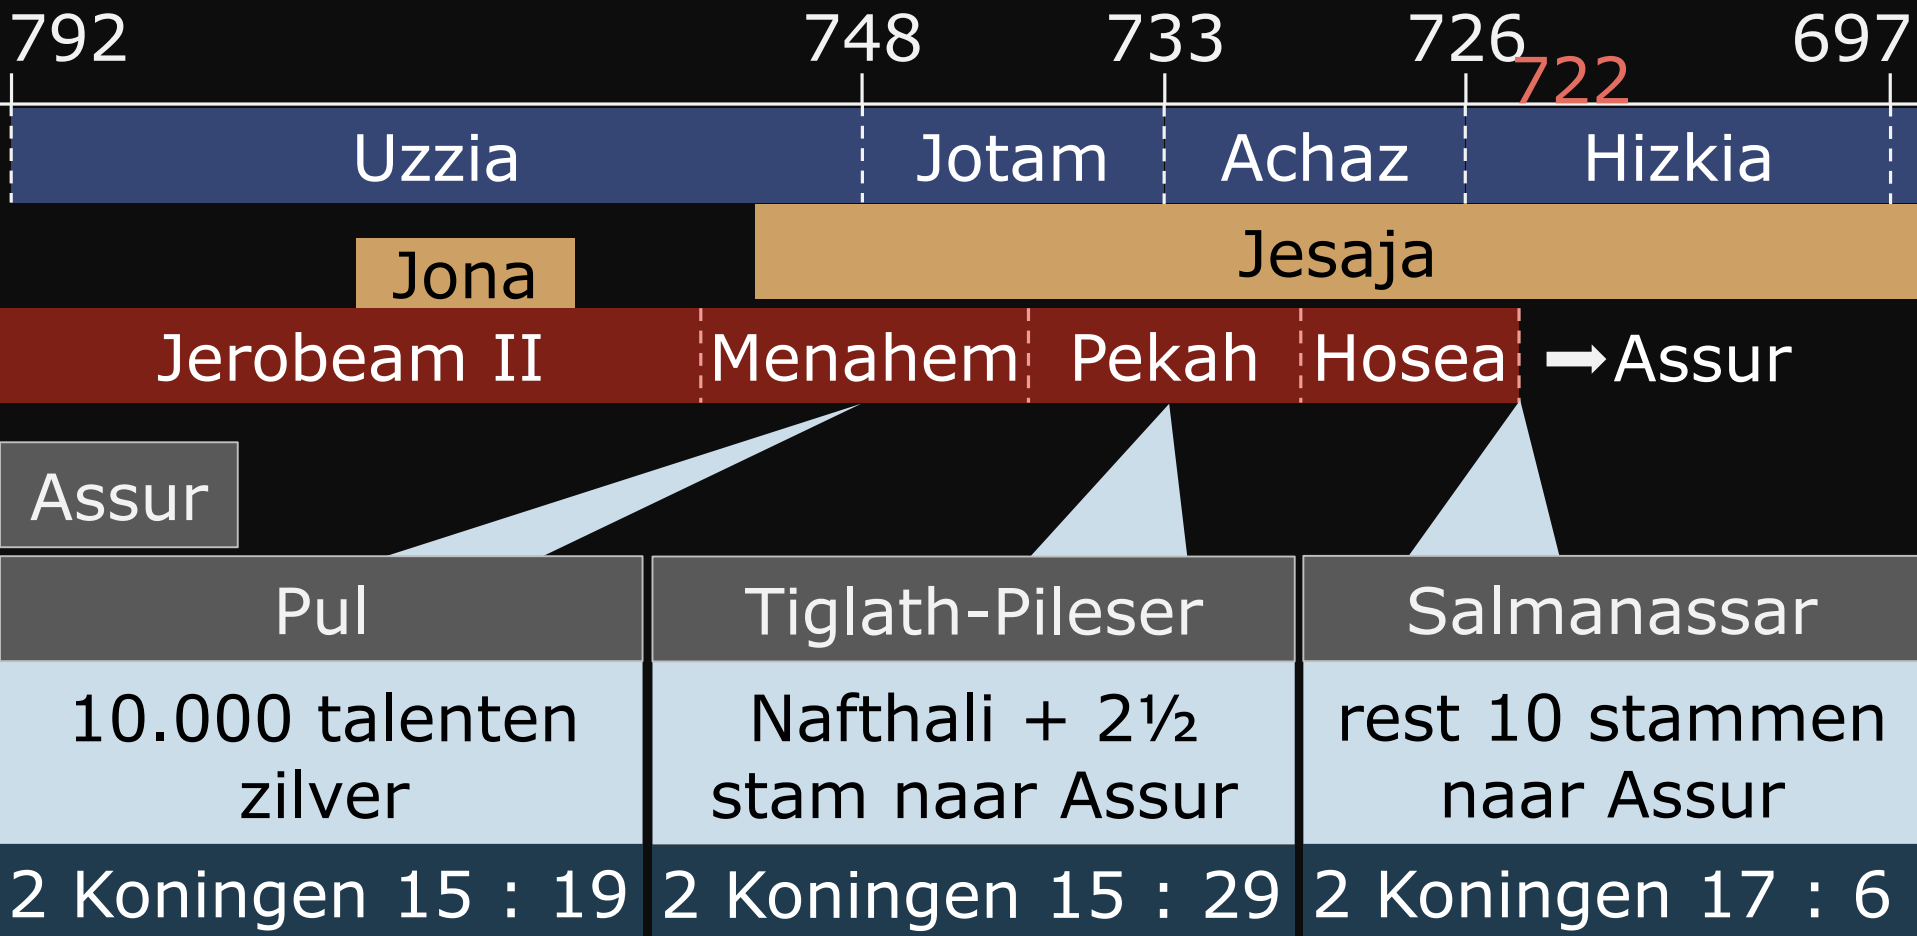 792 748 733 726 697
722
Uzzia Jotam Achaz Hizkia
Jesaja
Jona
Jerobeam II Menahem Pekah Hosea Assur
Assur
Pul Tiglath-Pileser Salmanassar
10.000 talenten Nafthali + 2½ rest 10 stammen
zilver stam naar Assur naar Assur
2 Koningen 15 : 19 2 Koningen 15 : 29 2 Koningen 17 : 6